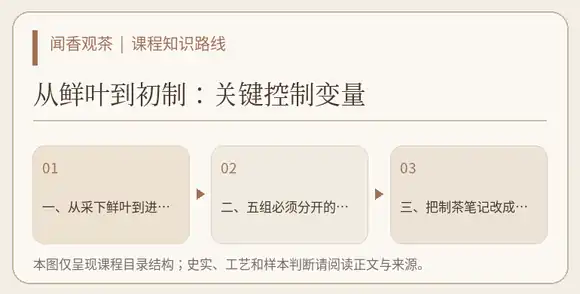 闻香观茶｜课程知识路线
从鲜叶到初制：关键控制变量
01
一、从采下鲜叶到进…
02
二、五组必须分开的…
03
三、把制茶笔记改成…
本图仅呈现课程目录结构；史实、工艺和样本判断请阅读正文与来源。